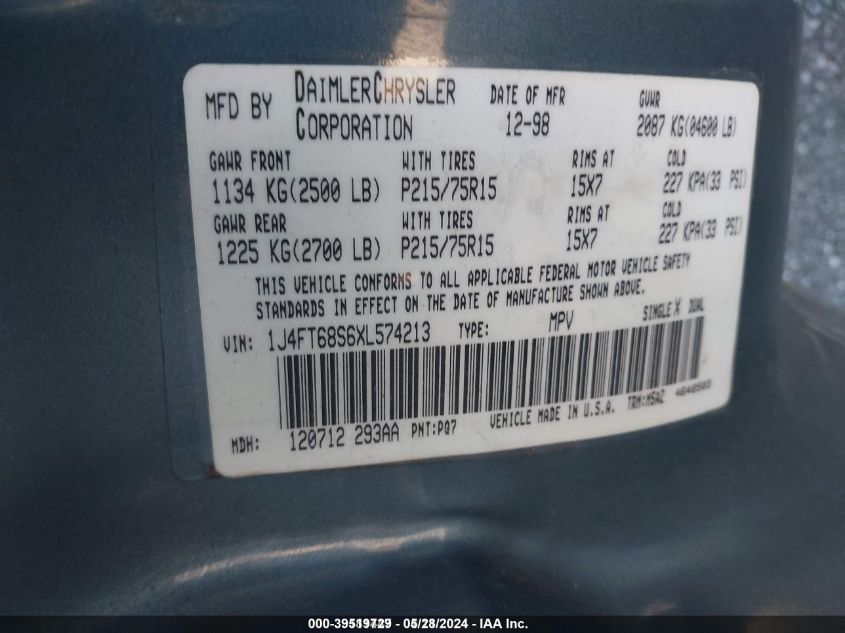 MFD BY DAIMLERCHRYSLER CORPORATION DATE OF MFR 12-98 GVWR 2087 KG(04600 LB)
GAWR FRONT WITH TIRES RIMS AT COLD
1134 KG(2500 LB) P215/75R15 15X7 227 KPA(33 PSI)
GAWR REAR WITH TIRES RIMS AT COLD
1225 KG(2700 LB) P215/75R15 15X7 227 KPA(33 PSI)
THIS VEHICLE CONFORMS TO ALL APPLICABLE FEDERAL MOTOR VEHICLE SAFETY
STANDARDS IN EFFECT ON THE DATE OF MANUFACTURE SHOWN ABOVE.
VIN: 1J4FT68S6XL574213 TYPE: MPV SINGLE X DUAL
MDH: 120712 293AA PNT:PQ7 VEHICLE MADE IN U.S.A. TRM:M5AZ
- 05/28/2024 - IAA Inc.